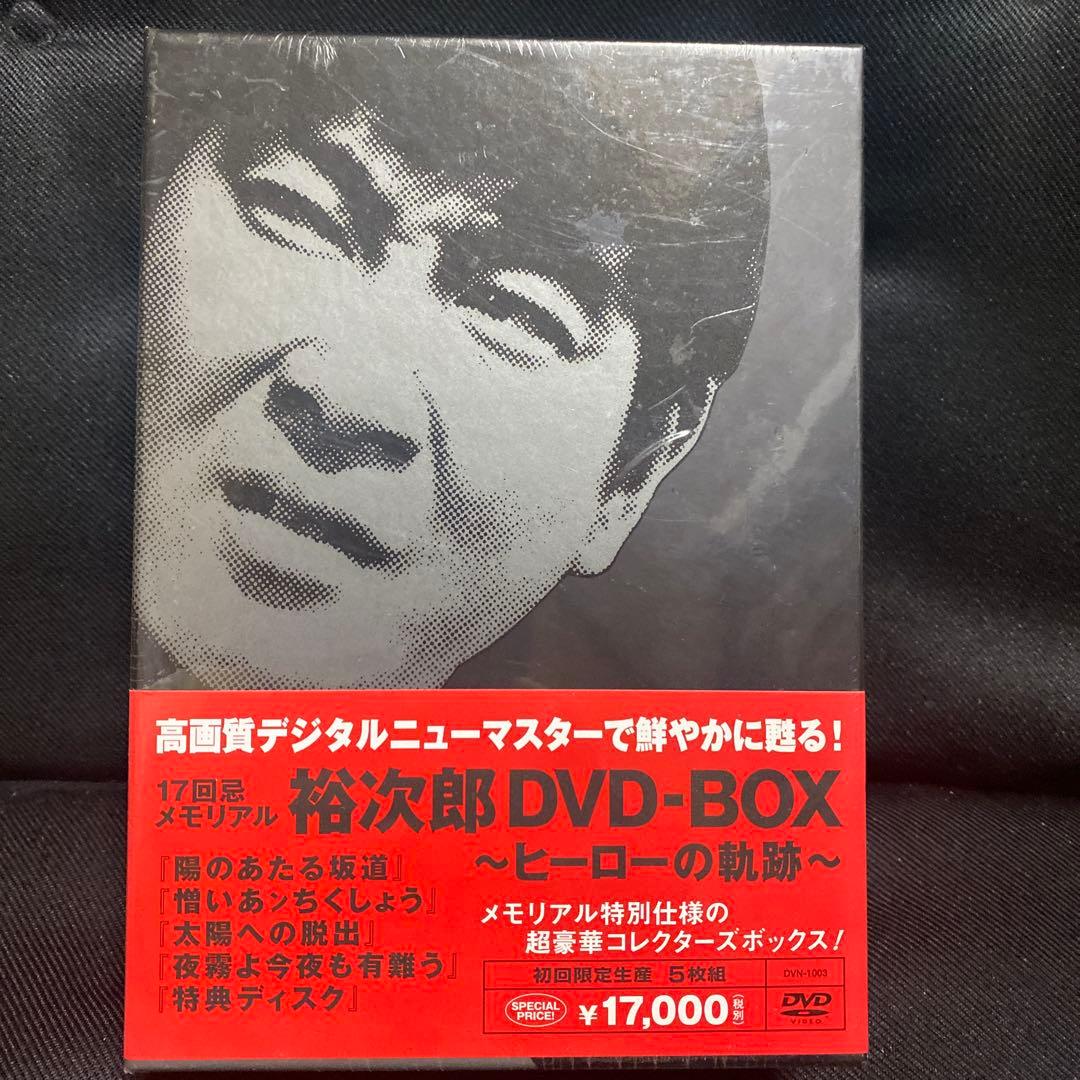 高画質デジタルニューマスターで鮮やかに甦る!
17回忌
メモリアル
裕次郎DVD-BOX
~ヒーローの軌跡~
『陽のあたる坂道』
『憎いあンちくしょう』
『太陽への脱出』
『夜霧よ今夜も有難う』
『特典ディスク』
メモリアル特別仕様の
超豪華コレクターズボックス!
初回限定生産 5枚組
DVN-1003
SPECIAL
PRICE!
¥17,000(税別)
DVD
VIDEO